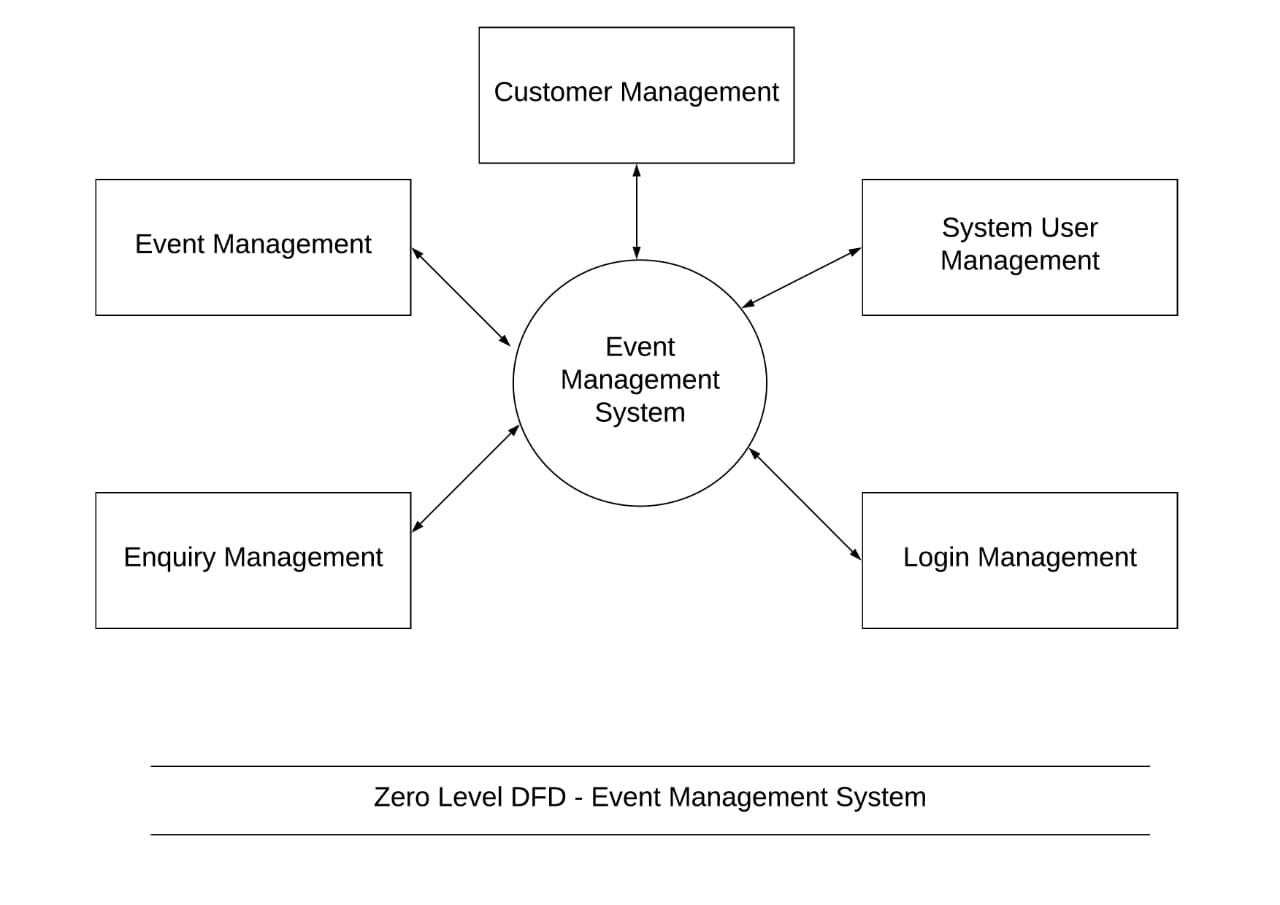 Customer Management
Event Management
System User
Management
Event
Management
System
Enquiry Management
Login Management
Zero Level DFD - Event Management System